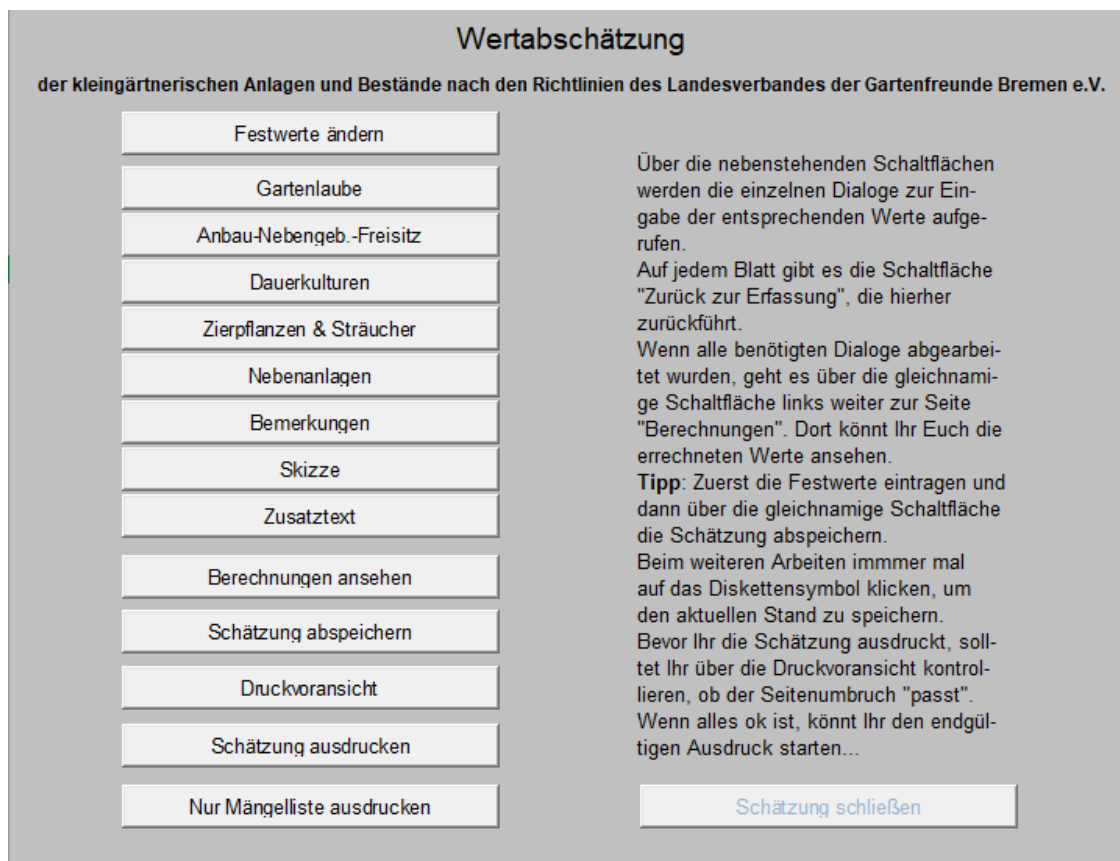 Wertabschätzung
der kleingärtnerischen Anlagen und Bestände nach den Richtlinien des Landesverbandes der Gartenfreunde Bremen e.V.
Festwerte ändern
Gartenlaube
Anbau-Nebengeb.-Freisitz
Dauerkulturen
Zierpflanzen & Sträucher
Nebenanlagen
Bemerkungen
Skizze
Zusatztext
Berechnungen ansehen
Schätzung abspeichern
Druckvoransicht
Schätzung ausdrucken
Nur Mängelliste ausdrucken
Über die nebenstehenden Schaltflächen
werden die einzelnen Dialoge zur Ein-
gabe der entsprechenden Werte aufge-
rufen.
Auf jedem Blatt gibt es die Schaltfläche
"Zurück zur Erfassung", die hierher
zurückführt.
Wenn alle benötigten Dialoge abgearbei-
tet wurden, geht es über die gleichnami-
ge Schaltfläche links weiter zur Seite
"Berechnungen". Dort könnt Ihr Euch die
errechneten Werte ansehen.
Tipp: Zuerst die Festwerte eintragen und
dann über die gleichnamige Schaltfläche
die Schätzung abspeichern.
Beim weiteren Arbeiten immmer mal
auf das Diskettensymbol klicken, um
den aktuellen Stand zu speichern.
Bevor Ihr die Schätzung ausdruckt, soll-
tet Ihr über die Druckvoransicht kontrol-
lieren, ob der Seitenumbruch "passt".
Wenn alles ok ist, könnt Ihr den endgül-
tigen Ausdruck starten...
Schätzung schließen